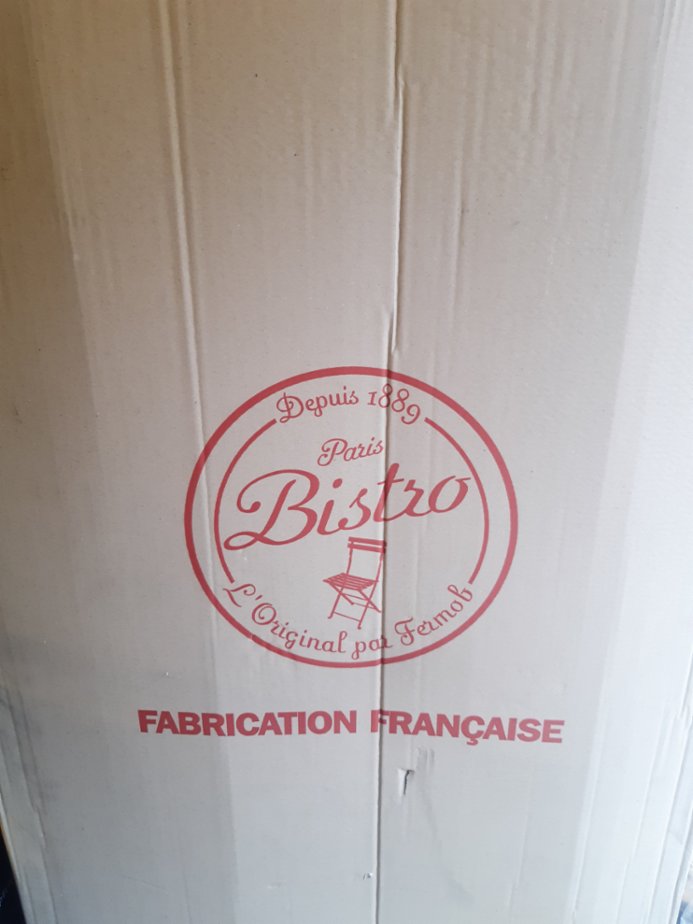 Depuis 1889
Paris
Bistro
L'Original par Fermob
FABRICATION FRANÇAISE